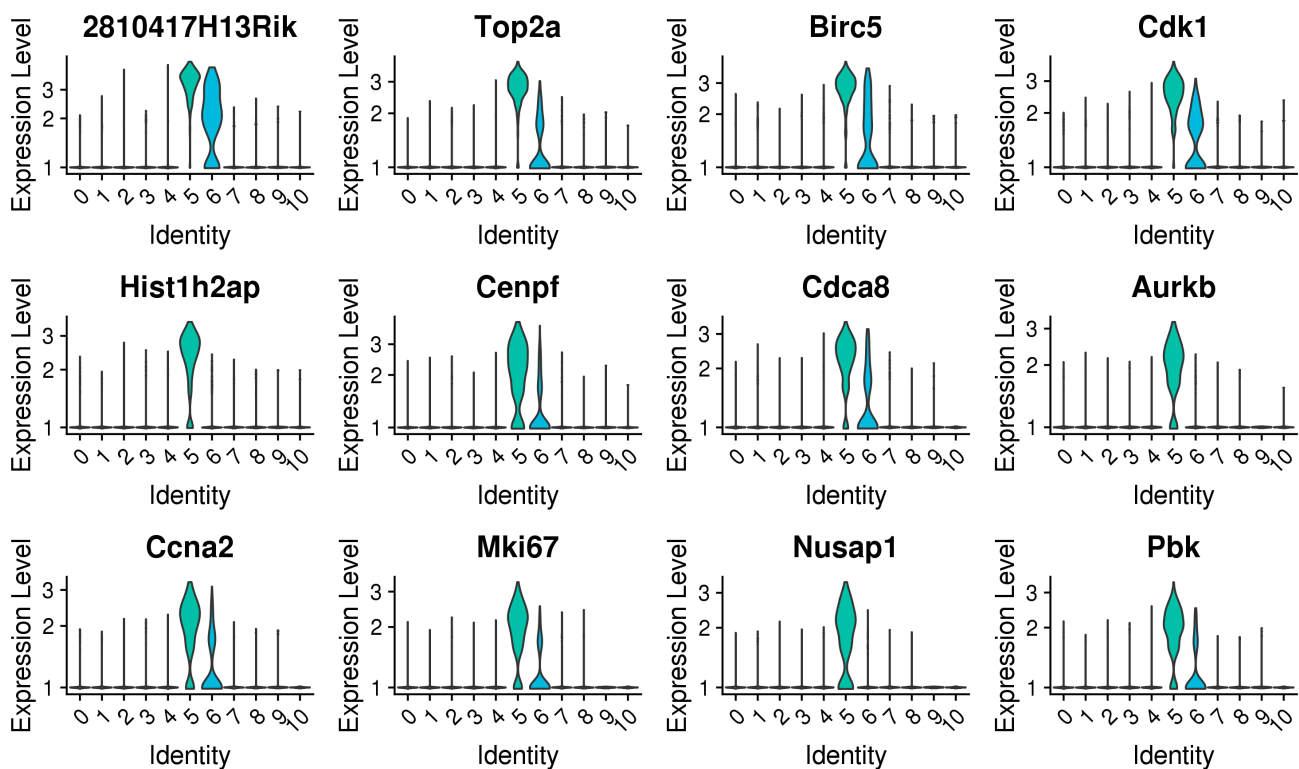 2810417H13Rik Top2a Birc5 Cdk1
Expression Level Expression Level Expression Level Expression Level
3 3 3 3
2 2 2 2
1 1 1 1
0 1 2 3 4 5 6 7 8 9 10 0 1 2 3 4 5 6 7 8 9 10 0 1 2 3 4 5 6 7 8 9 10 0 1 2 3 4 5 6 7 8 9 10
Identity Identity Identity Identity
Hist1h2ap Cenpf Cdca8 Aurkb
Expression Level Expression Level Expression Level Expression Level
3 3 3 3
2 2 2 2
1 1 1 1
0 1 2 3 4 5 6 7 8 9 10 0 1 2 3 4 5 6 7 8 9 10 0 1 2 3 4 5 6 7 8 9 10 0 1 2 3 4 5 6 7 8 9 10
Identity Identity Identity Identity
Ccna2 Mki67 Nusap1 Pbk
Expression Level Expression Level Expression Level Expression Level
3 3 3 3
2 2 2 2
1 1 1 1
0 1 2 3 4 5 6 7 8 9 10 0 1 2 3 4 5 6 7 8 9 10 0 1 2 3 4 5 6 7 8 9 10 0 1 2 3 4 5 6 7 8 9 10
Identity Identity Identity Identity